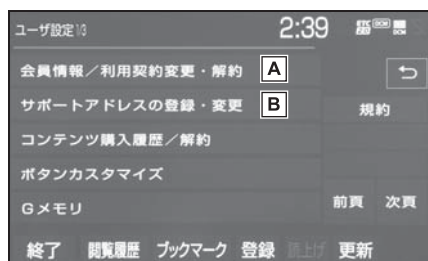 ユーザ設定1/3 2:39 ETC DCM
会員情報／利用契約変更・解約 A
サポートアドレスの登録・変更 B
規約
コンテンツ購入履歴／解約
ボタンカスタマイズ
Gメモリ
前頁 次頁
終了 閲覧履歴 ブックマーク 登録 読上げ 更新